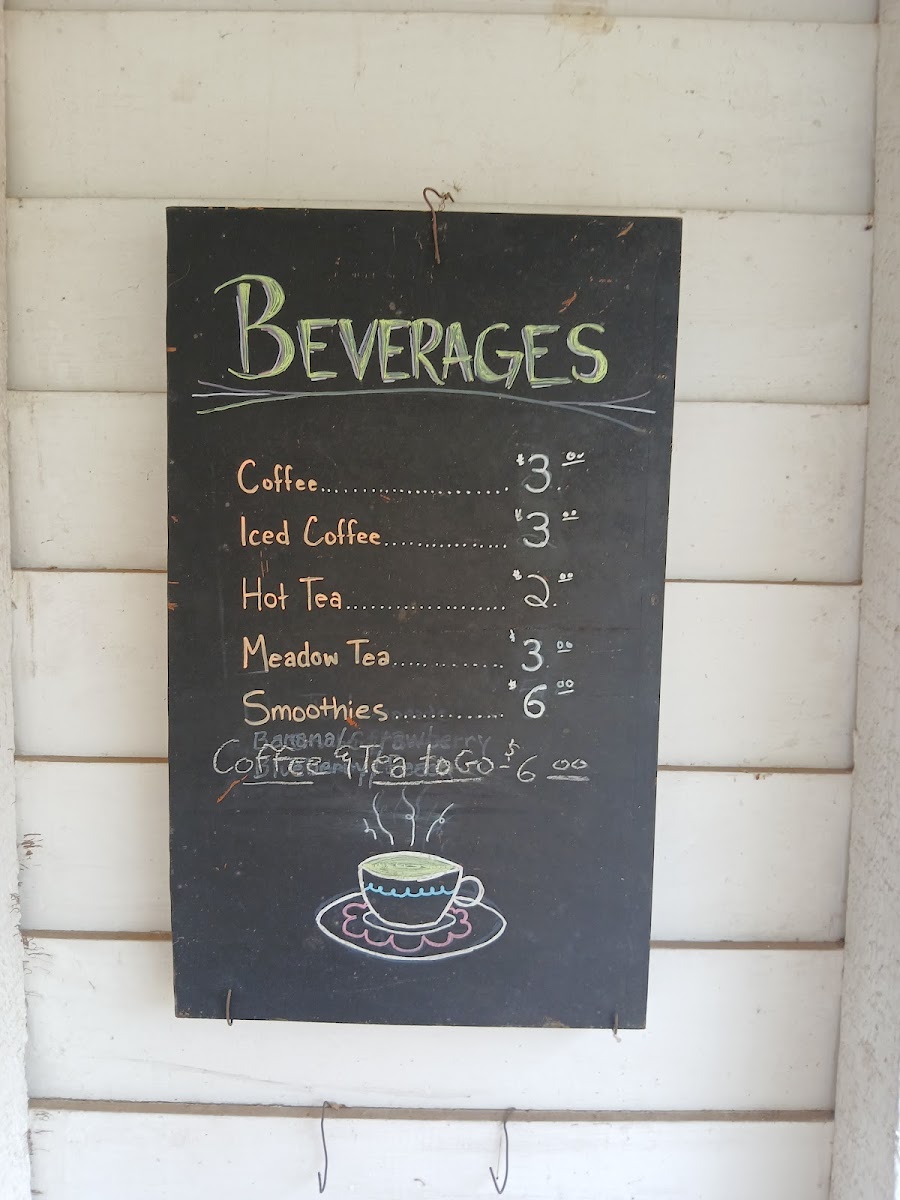 BEVERAGES
Coffee................... $3.00
Iced Coffee............... $3.00
Hot Tea................... $2.00
Meadow Tea............ $3.00
Smoothies............. $6.00
Banana/Strawberry
Coffee & Tea to Go - $6 00